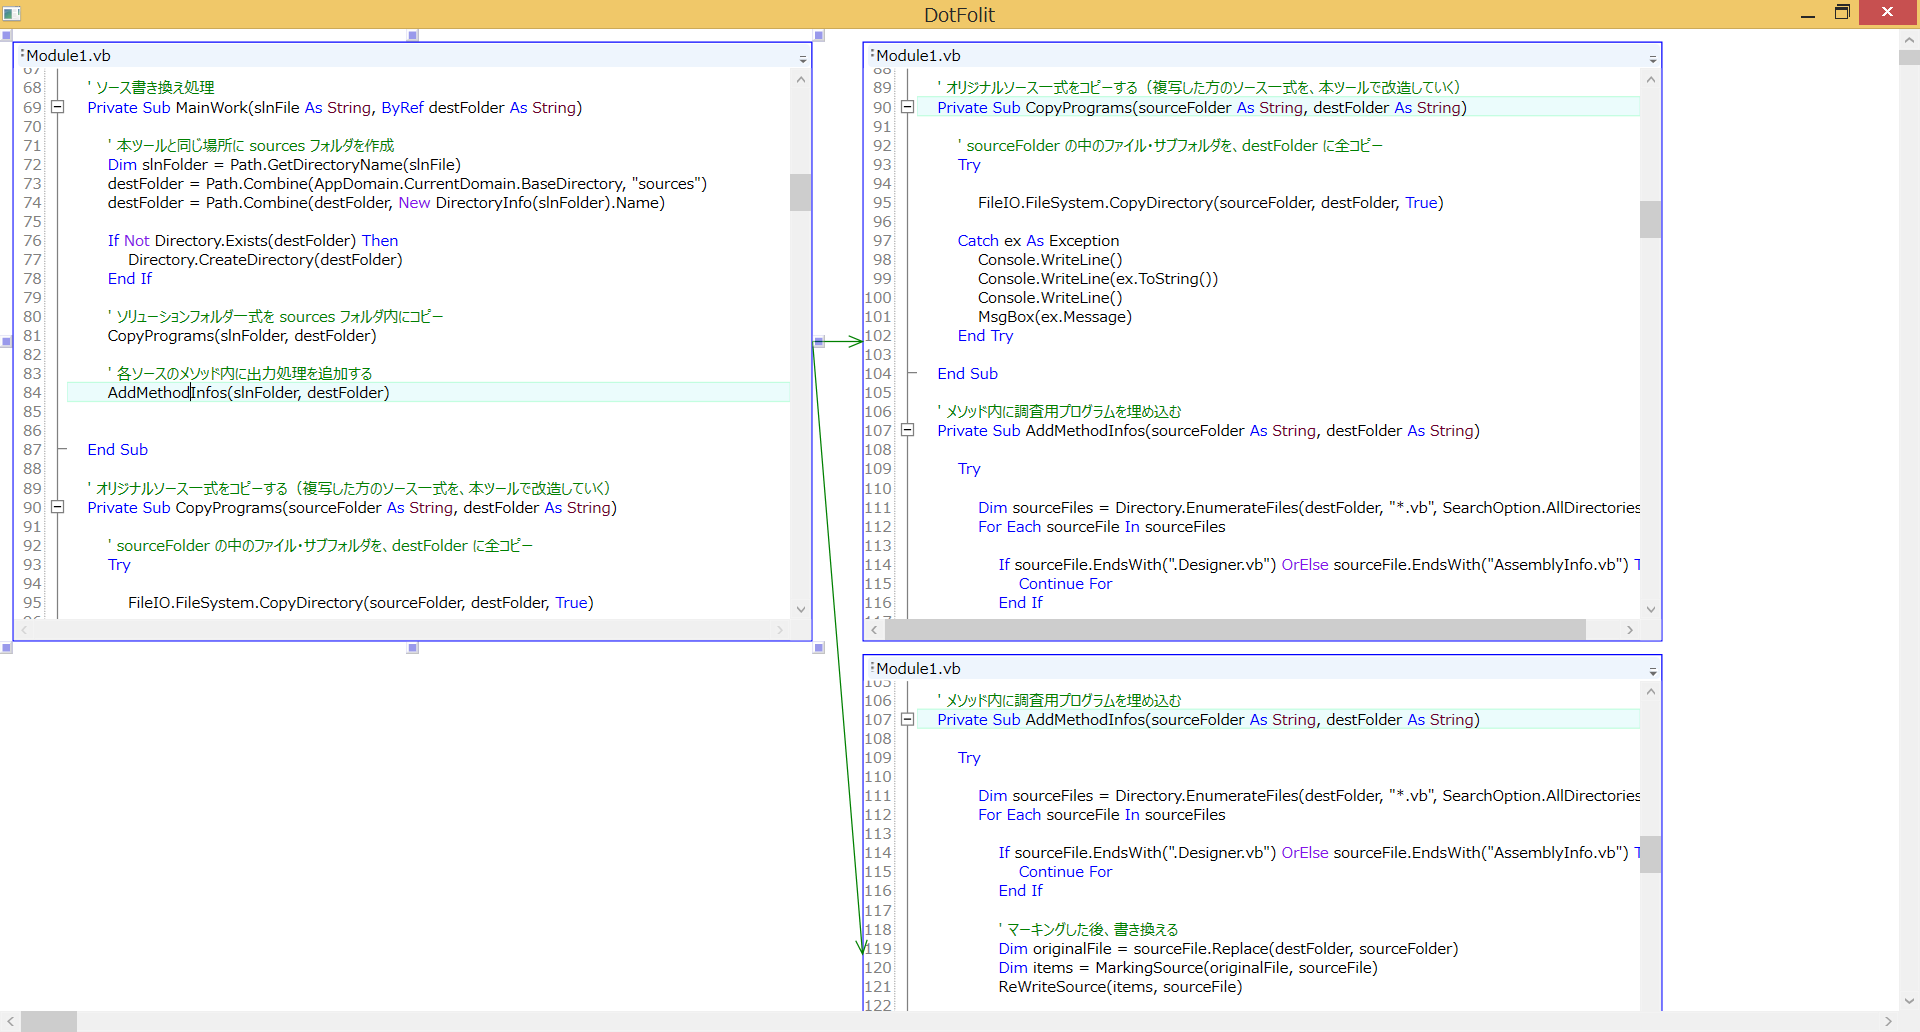 DotFolit
Module1.vb
67
68 ' ソース書き換え処理
69 Private Sub MainWork(slnFile As String, ByRef destFolder As String)
70
71 ' 本ツールと同じ場所に sources フォルダを作成
72 Dim slnFolder = Path.GetDirectoryName(slnFile)
73 destFolder = Path.Combine(AppDomain.CurrentDomain.BaseDirectory, "sources")
74 destFolder = Path.Combine(destFolder, New DirectoryInfo(slnFolder).Name)
75
76 If Not Directory.Exists(destFolder) Then
77 Directory.CreateDirectory(destFolder)
78 End If
79
80 ' ソリューションフォルダ一式を sources フォルダ内にコピー
81 CopyPrograms(slnFolder, destFolder)
82
83 ' 各ソースのメソッド内に出力処理を追加する
84 AddMethodInfos(slnFolder, destFolder)
85
86
87 End Sub
88
89 ' オリジナルソース一式をコピーする（複写した方のソース一式を、本ツールで改造していく）
90 Private Sub CopyPrograms(sourceFolder As String, destFolder As String)
91
92 ' sourceFolder の中のファイル・サブフォルダを、destFolder に全コピー
93 Try
94
95 FileIO.FileSystem.CopyDirectory(sourceFolder, destFolder, True)
Module1.vb
88
89 ' オリジナルソース一式をコピーする（複写した方のソース一式を、本ツールで改造していく）
90 Private Sub CopyPrograms(sourceFolder As String, destFolder As String)
91
92 ' sourceFolder の中のファイル・サブフォルダを、destFolder に全コピー
93 Try
94
95 FileIO.FileSystem.CopyDirectory(sourceFolder, destFolder, True)
96
97 Catch ex As Exception
98 Console.WriteLine()
99 Console.WriteLine(ex.ToString())
100 Console.WriteLine()
101 MsgBox(ex.Message)
102 End Try
103
104 End Sub
105
106 ' メソッド内に調査用プログラムを埋め込む
107 Private Sub AddMethodInfos(sourceFolder As String, destFolder As String)
108
109 Try
110
111 Dim sourceFiles = Directory.EnumerateFiles(destFolder, "*.vb", SearchOption.AllDirectories
112 For Each sourceFile In sourceFiles
113
114 If sourceFile.EndsWith(".Designer.vb") OrElse sourceFile.EndsWith("AssemblyInfo.vb") T
115 Continue For
116 End If
Module1.vb
105
106 ' メソッド内に調査用プログラムを埋め込む
107 Private Sub AddMethodInfos(sourceFolder As String, destFolder As String)
108
109 Try
110
111 Dim sourceFiles = Directory.EnumerateFiles(destFolder, "*.vb", SearchOption.AllDirectories
112 For Each sourceFile In sourceFiles
113
114 If sourceFile.EndsWith(".Designer.vb") OrElse sourceFile.EndsWith("AssemblyInfo.vb") T
115 Continue For
116 End If
117
118 ' マーキングした後、書き換える
119 Dim originalFile = sourceFile.Replace(destFolder, sourceFolder)
120 Dim items = MarkingSource(originalFile, sourceFile)
121 ReWriteSource(items, sourceFile)
122